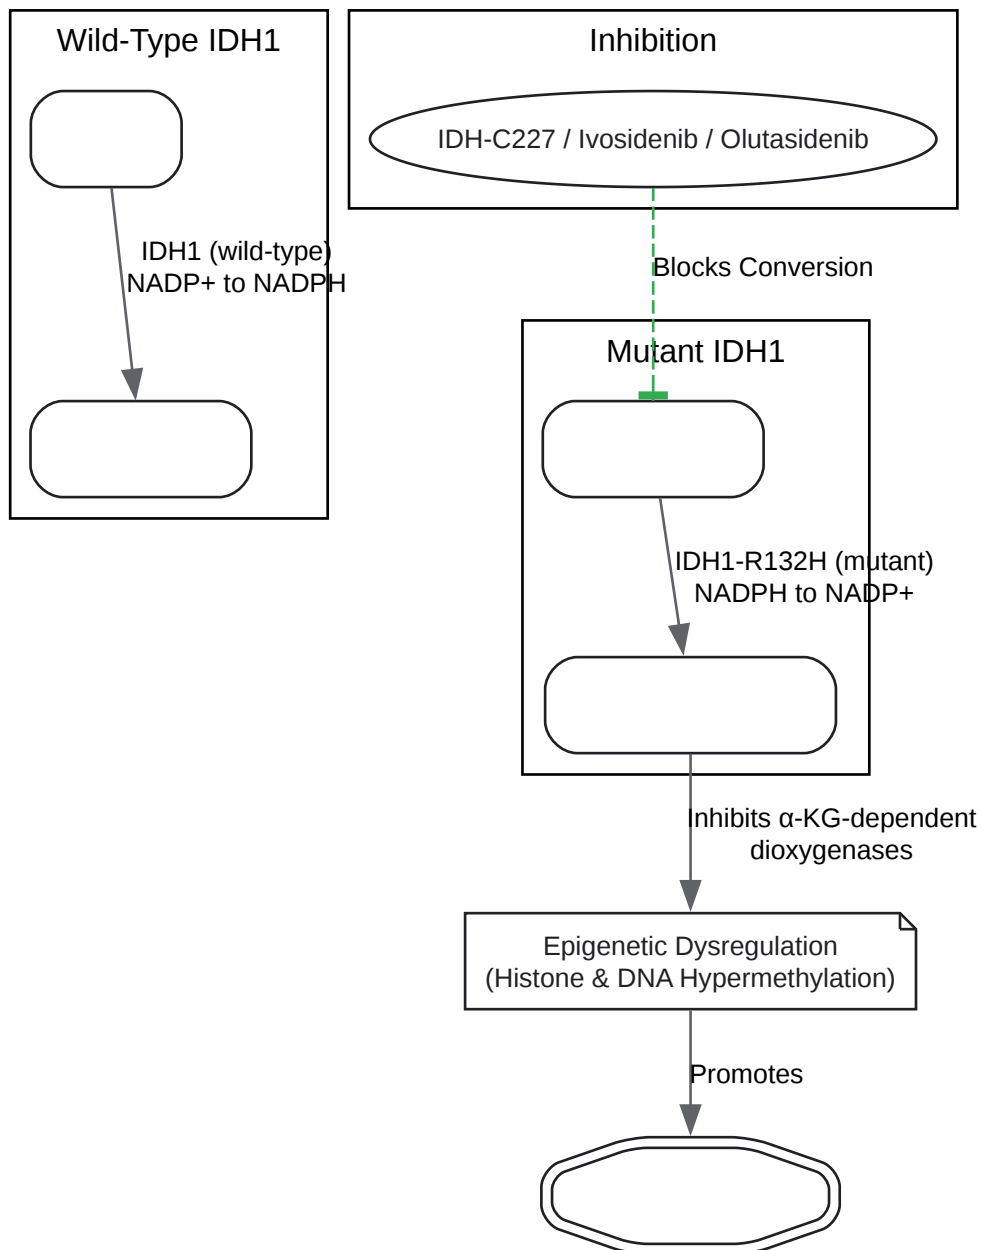 Wild-Type IDH1
Inhibition
IDH-C227 / Ivosidenib / Olutasidenib
IDH1 (wild-type)
NADP+ to NADPH
Blocks Conversion
Mutant IDH1
IDH1-R132H (mutant)
NADPH to NADP+
Inhibits α-KG-dependent
dioxygenases
Epigenetic Dysregulation
(Histone & DNA Hypermethylation)
Promotes